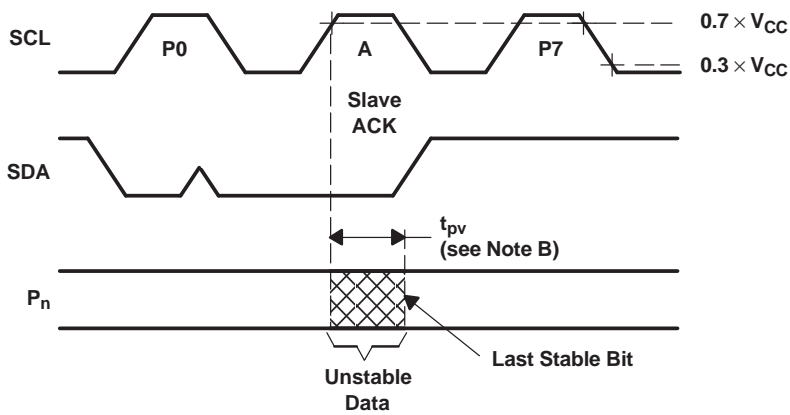 SCL
P0
A
P7
0.7 × VCC
0.3 × VCC
Slave
ACK
SDA
tpv
(see Note B)
Pn
Unstable
Data
Last Stable Bit